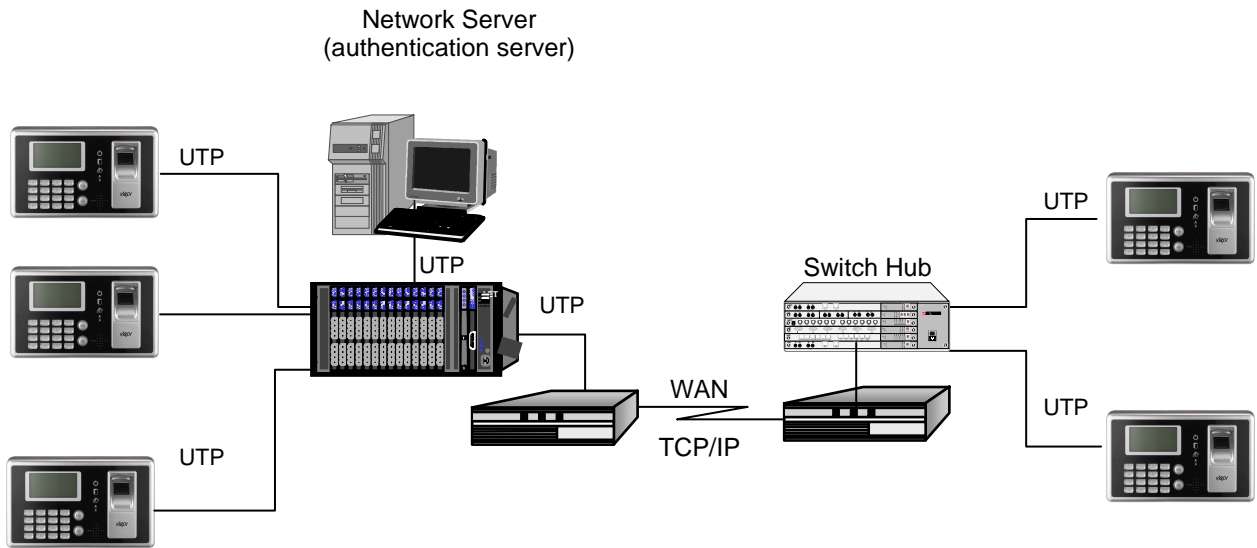 Network Server
(authentication server)
UTP
UTP
UTP
UTP
Switch Hub
UTP
WAN
TCP/IP
UTP
UTP